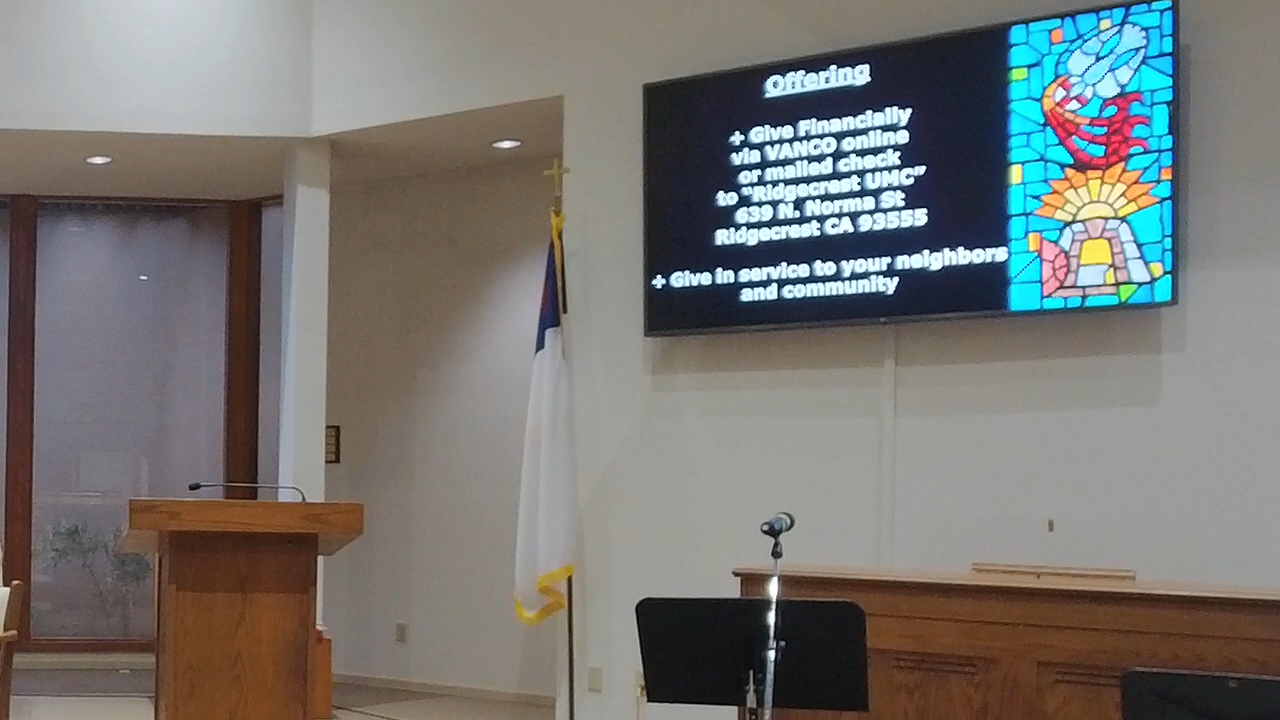 Offering
+ Give Financially
via VANCO online
or mailed check
to "Ridgecrest UMC"
639 N. Norma St
Ridgecrest CA 93555
+ Give in service to your neighbors
and community